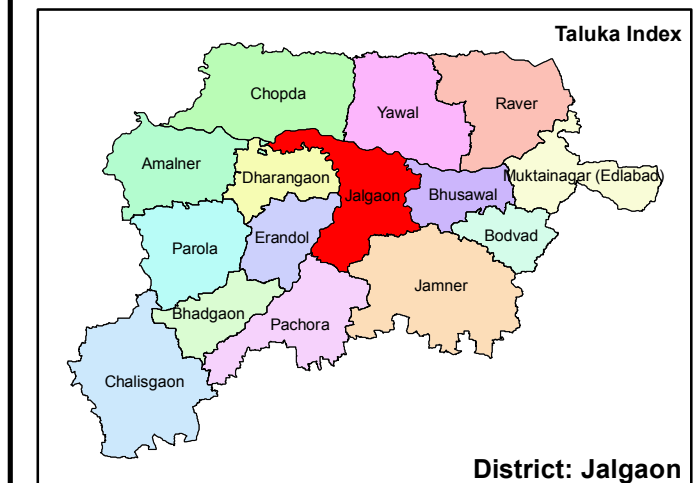 Taluka Index
Chopda
Yawal
Raver
Amalner
Dharangaon
Jalgaon
Bhusawal
Muktainagar (Edlabad)
Parola
Erandol
Bodvad
Jamner
Bhadgaon
Pachora
Chalisgaon
District: Jalgaon